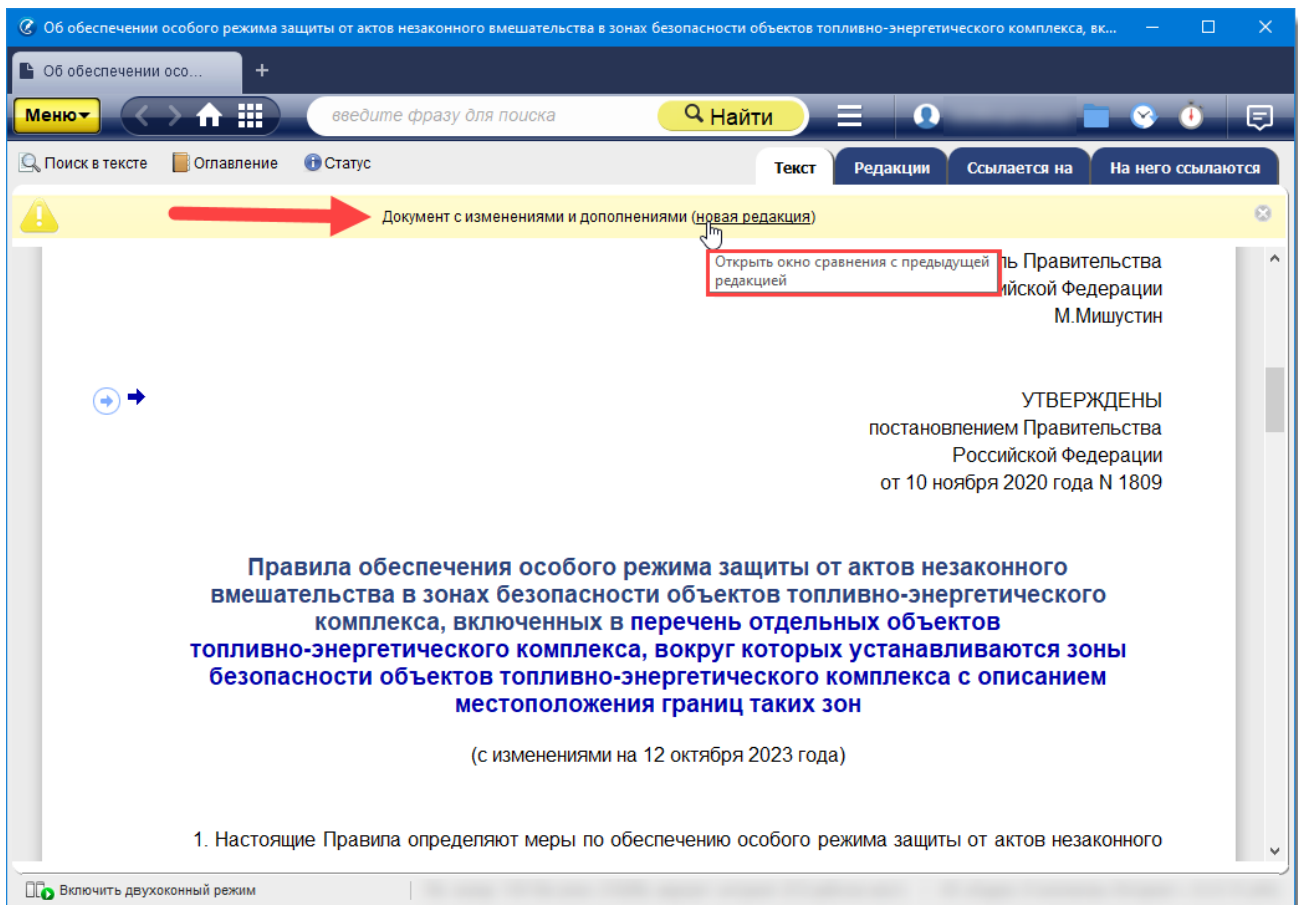 Об обеспечении особого режима защиты от актов незаконного вмешательства в зонах безопасности объектов топливно-энергетического комплекса, вк...
Об обеспечении осо...
Меню
введите фразу для поиска
Найти
Поиск в тексте
Оглавление
Статус
Текст
Редакции
Ссылается на
На него ссылаются
Документ с изменениями и дополнениями (новая редакция)
Открыть окно сравнения с предыдущей
редакцией
ль Правительства
ийской Федерации
М.Мишустин
УТВЕРЖДЕНЫ
постановлением Правительства
Российской Федерации
от 10 ноября 2020 года N 1809
Правила обеспечения особого режима защиты от актов незаконного
вмешательства в зонах безопасности объектов топливно-энергетического
комплекса, включенных в перечень отдельных объектов
топливно-энергетического комплекса, вокруг которых устанавливаются зоны
безопасности объектов топливно-энергетического комплекса с описанием
местоположения границ таких зон
(с изменениями на 12 октября 2023 года)
1. Настоящие Правила определяют меры по обеспечению особого режима защиты от актов незаконного
Включить двухоконный режим